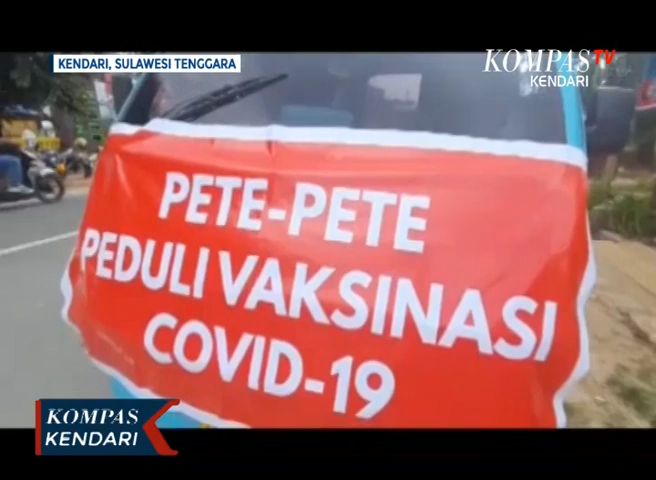 KENDARI, SULAWESI TENGGARA
KOMPAS TV
KENDARI
PETE-PETE
PEDULI VAKSINASI
COVID-19
KOMPAS
KENDARI